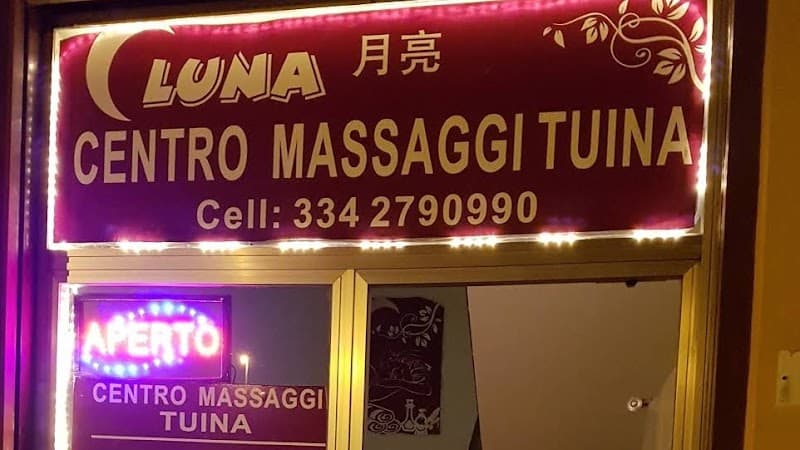 LUNA 月亮
CENTRO MASSAGGI TUINA
Cell: 334 2790990
APERTO
CENTRO MASSAGGI
TUINA